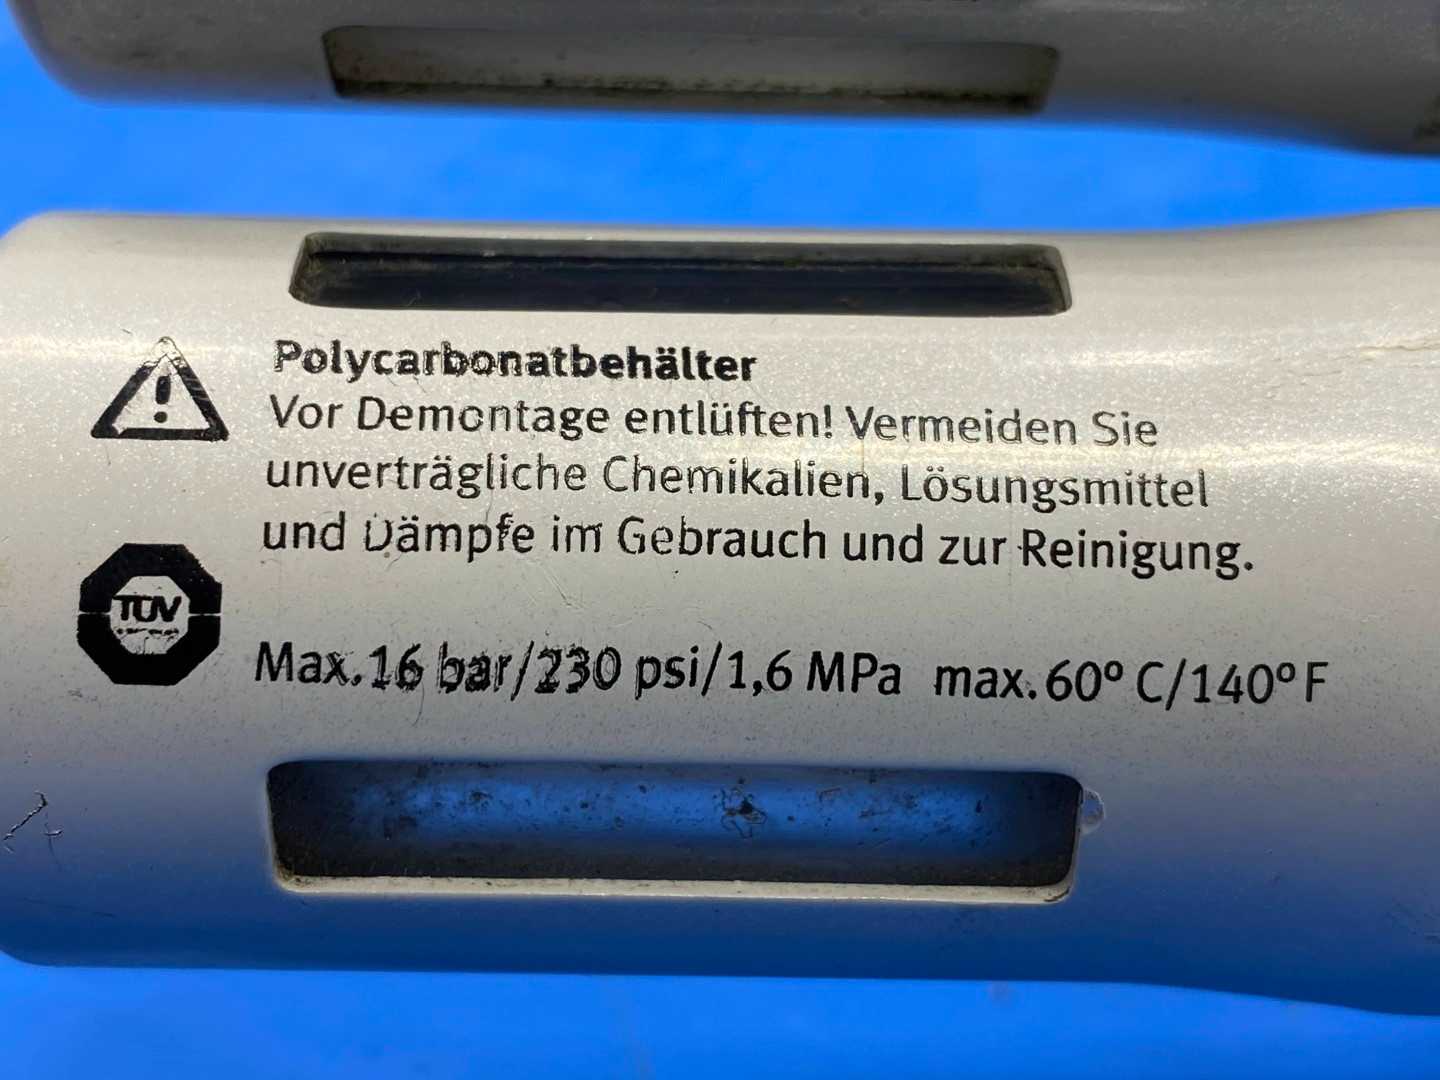 Polycarbonatbehälter
Vor Demontage entlüften! Vermeiden Sie
unverträgliche Chemikalien, Lösungsmittel
und Dämpfe im Gebrauch und zur Reinigung.
TÜV
Max. 16 bar/230 psi/1,6 MPa max. 60° C/140° F